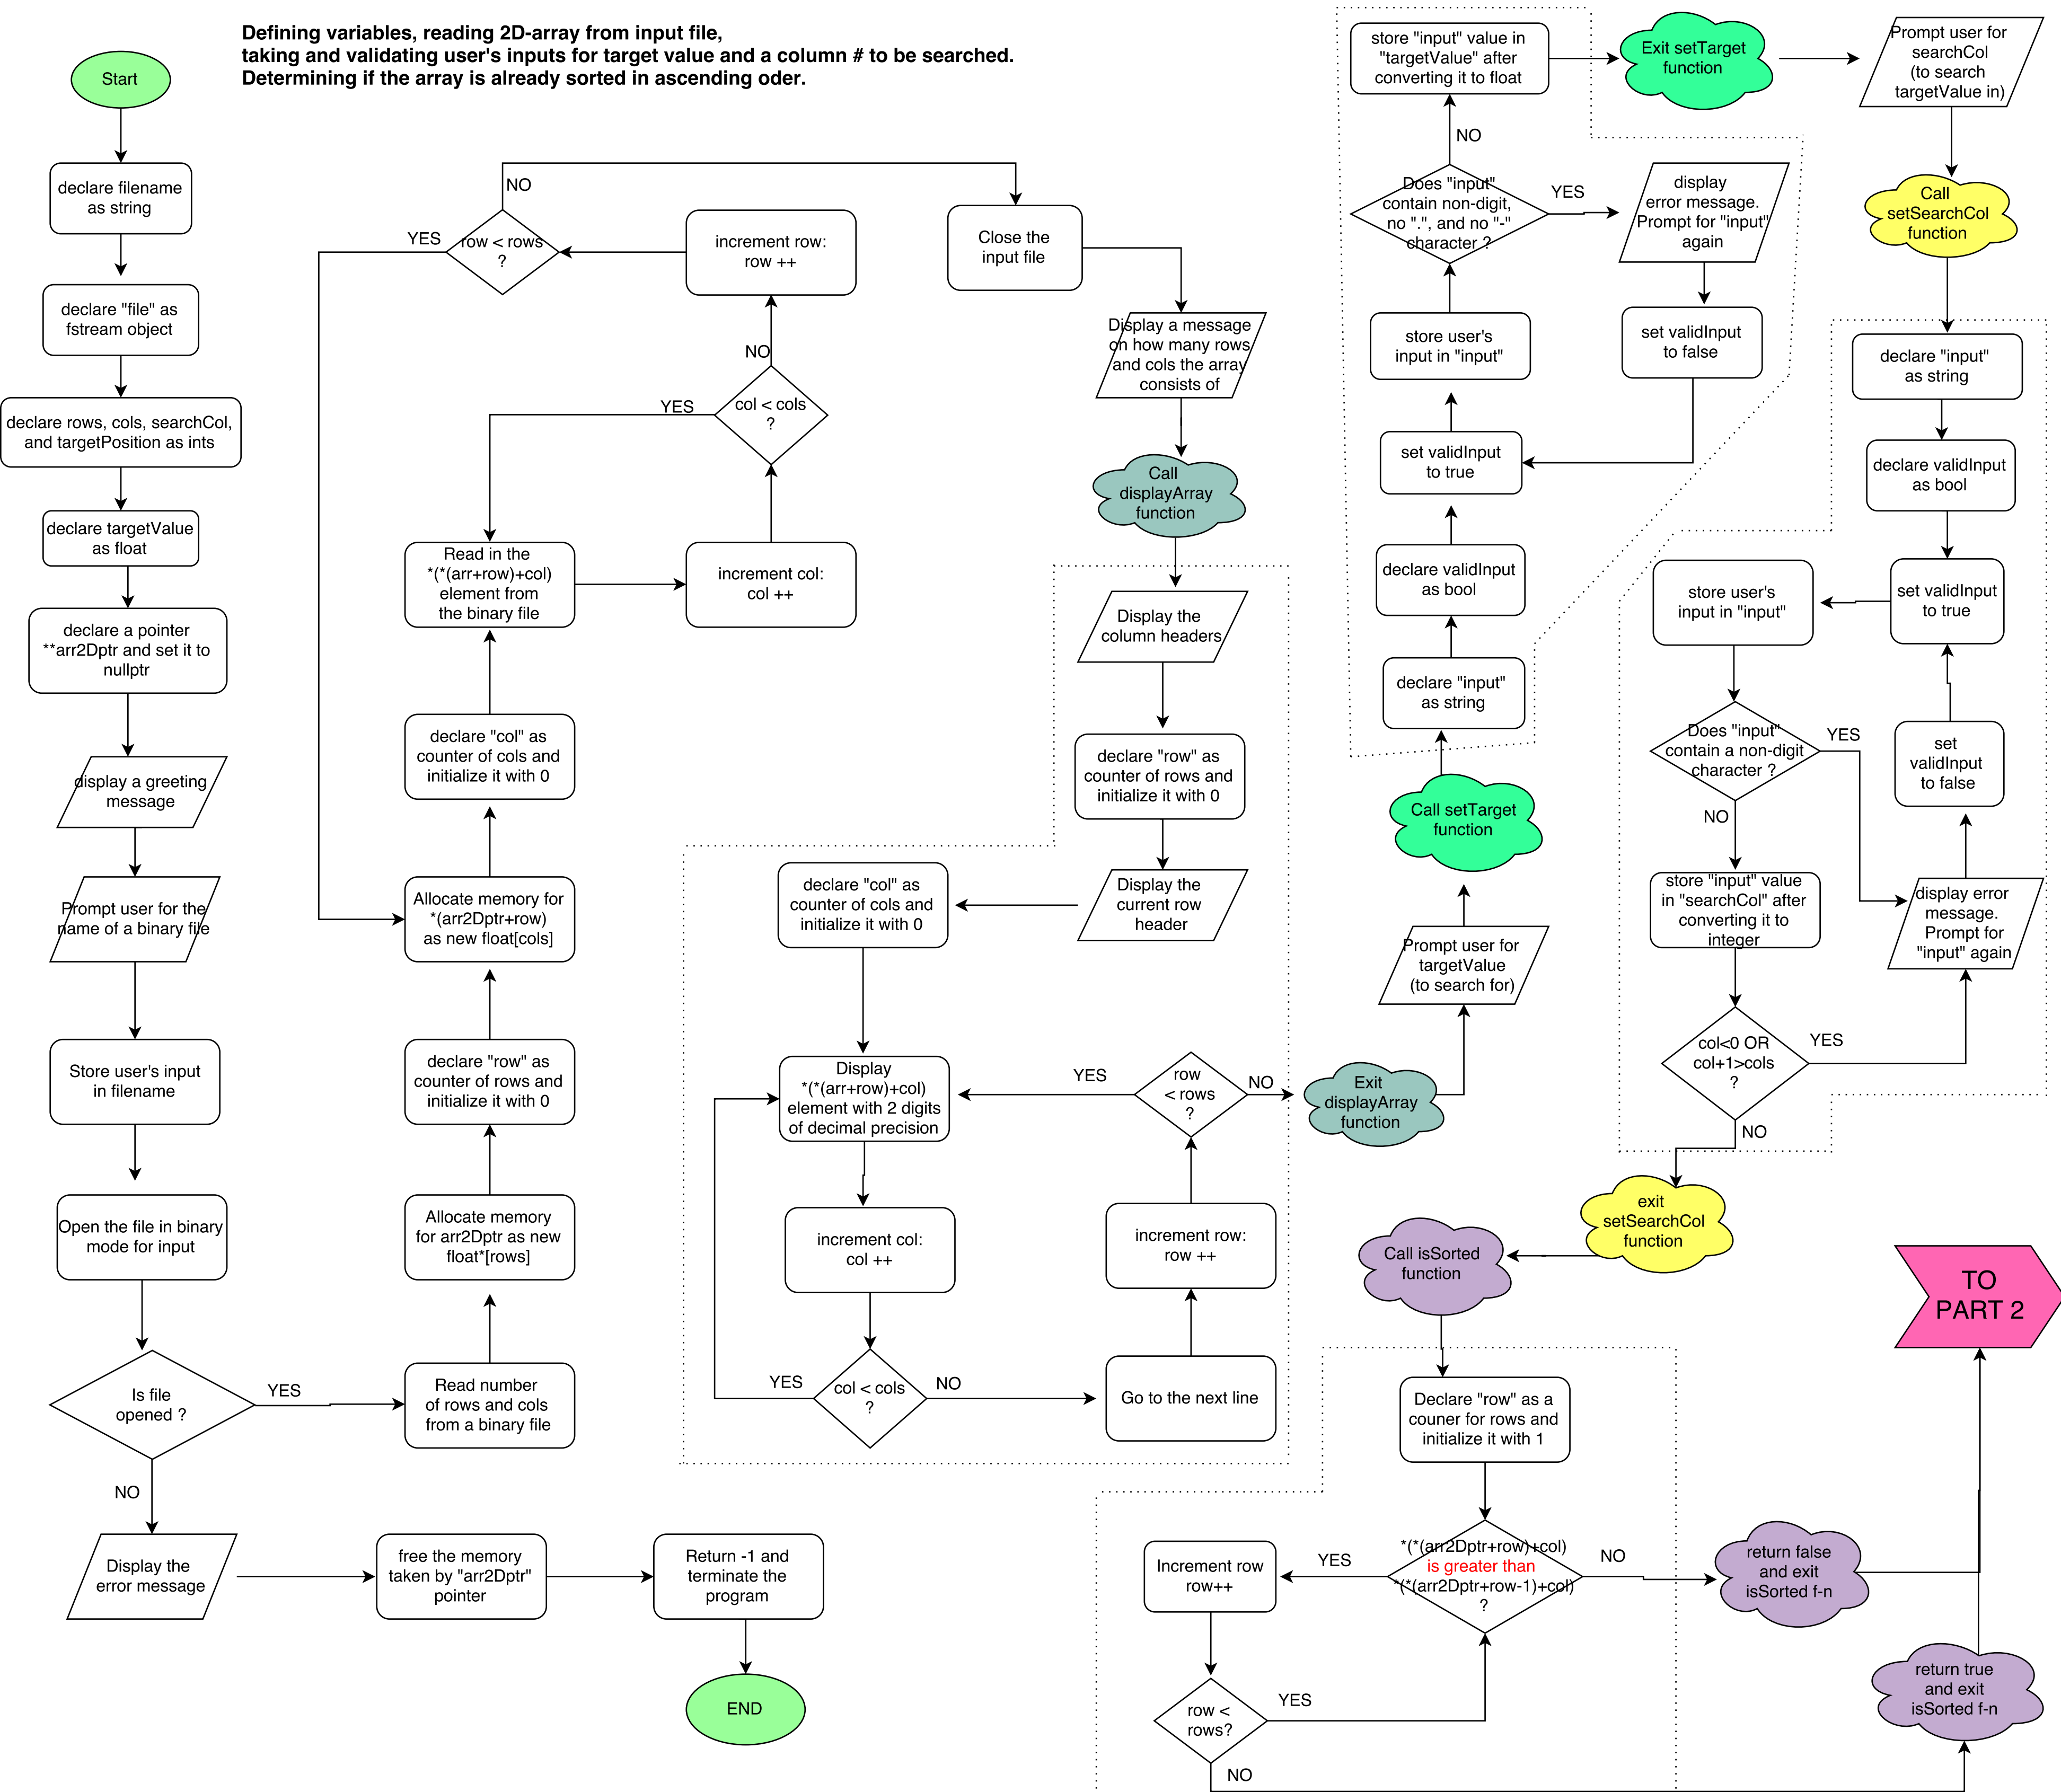 Defining variables, reading 2D-array from input file,
taking and validating user's inputs for target value and a column # to be searched.
Determining if the array is already sorted in ascending oder.
Start
declare filename
as string
declare "file" as
fstream object
declare rows, cols, searchCol,
and targetPosition as ints
declare targetValue
as float
declare a pointer
**arr2Dptr and set it to
nullptr
display a greeting
message
Prompt user for the
name of a binary file
Store user's input
in filename
Open the file in binary
mode for input
Is file
opened ?
YES
NO
Display the
error message
free the memory
taken by "arr2Dptr"
pointer
Return -1 and
terminate the
program
END
Read number
of rows and cols
from a binary file
Allocate memory
for arr2Dptr as new
float*[rows]
declare "row" as
counter of rows and
initialize it with 0
Allocate memory for
*(arr2Dptr+row)
as new float[cols]
declare "col" as
counter of cols and
initialize it with 0
Read in the
*(*(arr+row)+col)
element from
the binary file
increment col:
col ++
col < cols
?
YES
NO
increment row:
row ++
row < rows
?
YES
NO
Close the
input file
Display a message
on how many rows
and cols the array
consists of
Call
displayArray
function
Display the
column headers
declare "row" as
counter of rows and
initialize it with 0
Display the
current row
header
declare "col" as
counter of cols and
initialize it with 0
Display
*(*(arr+row)+col)
element with 2 digits
of decimal precision
increment col:
col ++
col < cols
?
YES
NO
Go to the next line
increment row:
row ++
row
< rows
?
YES
NO
Exit
displayArray
function
Prompt user for
targetValue
(to search for)
Call setTarget
function
declare "input"
as string
declare validInput
as bool
set validInput
to true
store user's
input in "input"
Does "input"
contain non-digit,
no ".", and no "-"
character ?
YES
NO
display
error message.
Prompt for "input"
again
set validInput
to false
store "input" value in
"targetValue" after
converting it to float
Exit setTarget
function
Prompt user for
searchCol
(to search
targetValue in)
Call
setSearchCol
function
declare "input"
as string
declare validInput
as bool
set validInput
to true
store user's
input in "input"
Does "input"
contain a non-digit
character ?
YES
NO
set
validInput
to false
store "input" value
in "searchCol" after
converting it to
integer
display error
message.
Prompt for
"input" again
col<0 OR
col+1>cols
?
YES
NO
exit
setSearchCol
function
Call isSorted
function
Declare "row" as a
couner for rows and
initialize it with 1
*(*(arr2Dptr+row)+col)
is greater than
*(*(arr2Dptr+row-1)+col)
?
YES
NO
Increment row
row++
row <
rows?
YES
NO
return false
and exit
isSorted f-n
return true
and exit
isSorted f-n
TO
PART 2